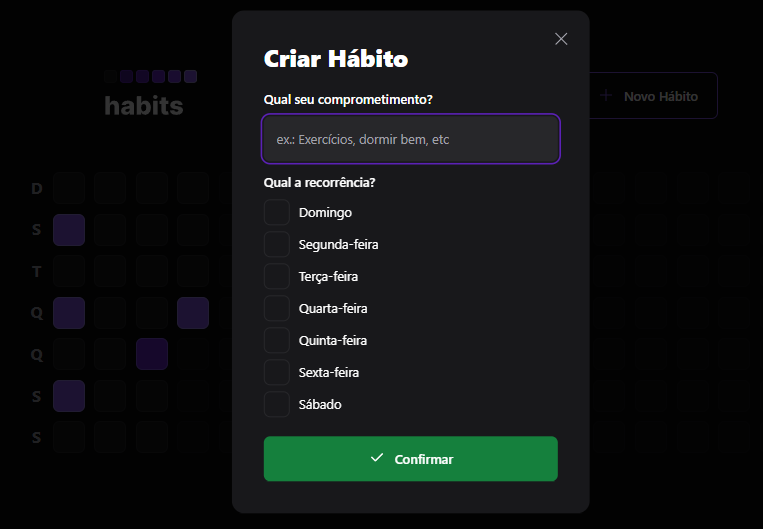 Criar Hábito
habits
Novo Hábito
Qual seu comprometimento?
ex.: Exercícios, dormir bem, etc
Qual a recorrência?
D
Domingo
S
Segunda-feira
T
Terça-feira
Q
Quarta-feira
Q
Quinta-feira
S
Sexta-feira
S
Sábado
Confirmar